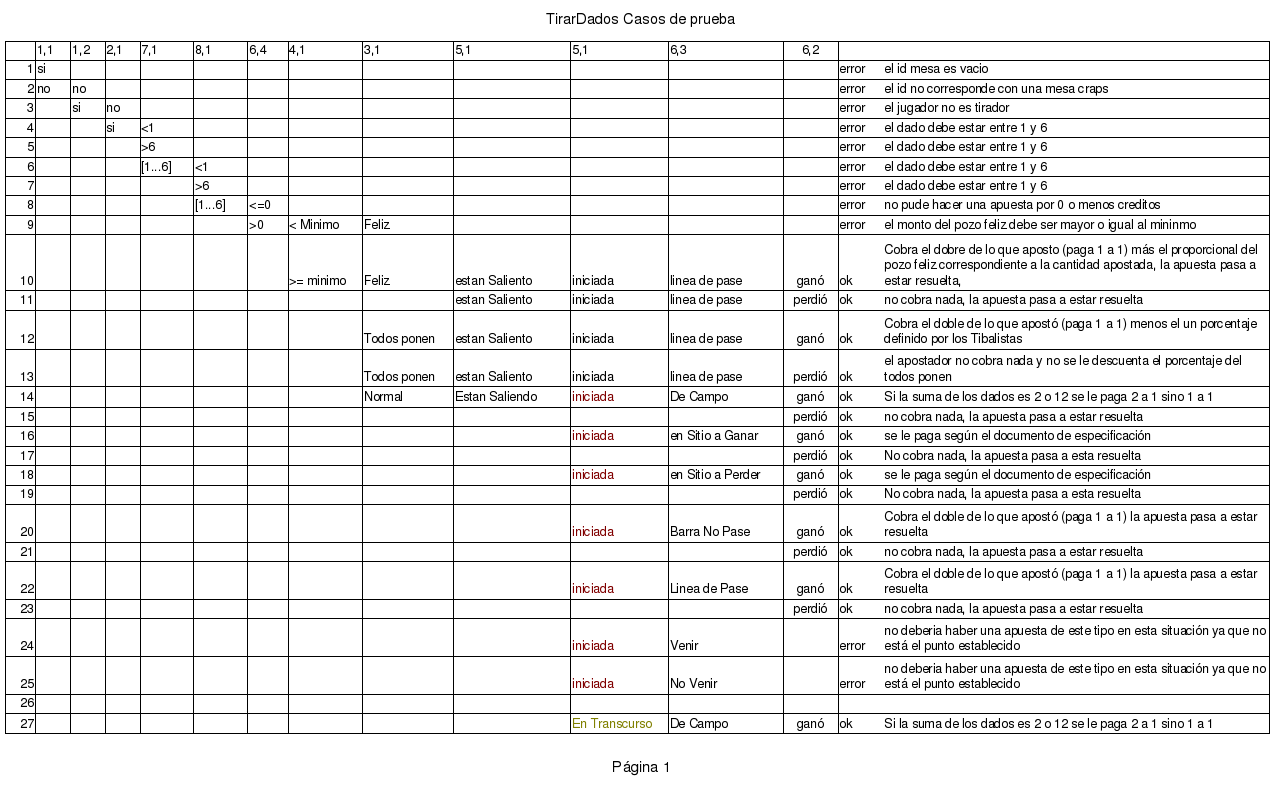 TirarDados Casos de prueba
1,1 1,2 2,1 7,1 8,1 6,4 4,1 3,1 5,1 5,1 6,3 6,2
1 si error el id mesa es vacio
2 no no error el id no corresponde con una mesa craps
3 si no error el jugador no es tirador
4 si <1 error el dado debe estar entre 1 y 6
5 >6 error el dado debe estar entre 1 y 6
6 [1...6] <1 error el dado debe estar entre 1 y 6
7 >6 error el dado debe estar entre 1 y 6
8 [1...6] <=0 error no pude hacer una apuesta por 0 o menos creditos
9 >0 < Minimo Feliz error el monto del pozo feliz debe ser mayor o igual al mininmo
Cobra el dobre de lo que aposto (paga 1 a 1) más el proporcional del
pozo feliz correspondiente a la cantidad apostada, la apuesta pasa a
10 >= minimo Feliz estan Saliento iniciada linea de pase ganó ok estar resuelta,
11 estan Saliento iniciada linea de pase perdió ok no cobra nada, la apuesta pasa a estar resuelta
Cobra el doble de lo que apostó (paga 1 a 1) menos el un porcentaje
12 Todos ponen estan Saliento iniciada linea de pase ganó ok definido por los Tibalistas
el apostador no cobra nada y no se le descuenta el porcentaje del
13 Todos ponen estan Saliento iniciada linea de pase perdió ok todos ponen
14 Normal Estan Saliendo iniciada De Campo ganó ok Si la suma de los dados es 2 o 12 se le paga 2 a 1 sino 1 a 1
15 perdió ok no cobra nada, la apuesta pasa a estar resuelta
16 iniciada en Sitio a Ganar ganó ok se le paga según el documento de especificación
17 perdió ok No cobra nada, la apuesta pasa a esta resuelta
18 iniciada en Sitio a Perder ganó ok se le paga según el documento de especificación
19 perdió ok No cobra nada, la apuesta pasa a esta resuelta
Cobra el doble de lo que apostó (paga 1 a 1) la apuesta pasa a estar
20 iniciada Barra No Pase ganó ok resuelta
21 perdió ok no cobra nada, la apuesta pasa a estar resuelta
Cobra el doble de lo que apostó (paga 1 a 1) la apuesta pasa a estar
22 iniciada Linea de Pase ganó ok resuelta
23 perdió ok no cobra nada, la apuesta pasa a estar resuelta
no deberia haber una apuesta de este tipo en esta situación ya que no
24 iniciada Venir error está el punto establecido
no deberia haber una apuesta de este tipo en esta situación ya que no
25 iniciada No Venir error está el punto establecido
26
27 En Transcurso De Campo ganó ok Si la suma de los dados es 2 o 12 se le paga 2 a 1 sino 1 a 1
Página 1